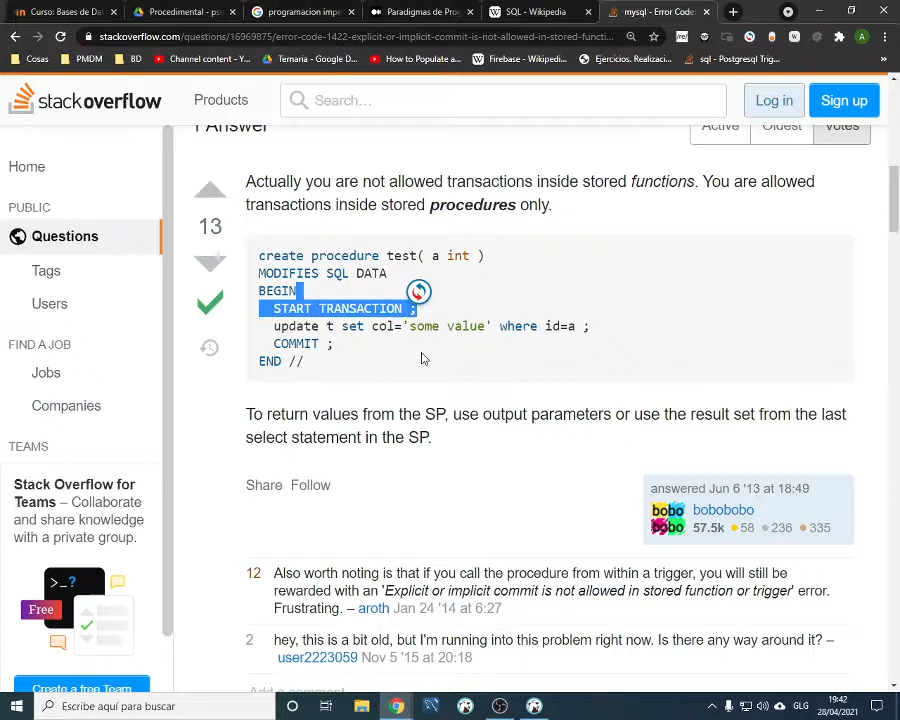 Curso: Bases de Dat
Procedimental - psc
programacion impe
Paradigmas de Prog
SQL - Wikipedia
mysql - Error Code:
stackoverflow.com/questions/16969875/error-code-1422-explicit-or-implicit-commit-is-not-allowed-in-stored-functi...
Cosas
PMDM
BD
Channel content - Y...
Ternaria - Google D...
How to Populate a...
Firebase - Wikipedi...
Ejercicios. Realizaci...
sql - Postgresql Trig...
»
stackoverflow
Products
Search...
Log in
Sign up
1 Answer
Active
Oldest
Votes
Home
PUBLIC
Questions
Tags
Users
FIND A JOB
Jobs
Companies
TEAMS
Stack Overflow for
Teams – Collaborate
and share knowledge
with a private group.
>_?
Free
Create a free Team
13
Actually you are not allowed transactions inside stored functions. You are allowed
transactions inside stored procedures only.
create procedure test( a int )
MODIFIES SQL DATA
BEGIN
START TRANSACTION ;
update t set col='some value' where id=a ;
COMMIT ;
END //
To return values from the SP, use output parameters or use the result set from the last
select statement in the SP.
Share Follow
answered Jun 6 '13 at 18:49
bobo
bobo
bobobobo
57.5k 58 236 335
12 Also worth noting is that if you call the procedure from within a trigger, you will still be
rewarded with an 'Explicit or implicit commit is not allowed in stored function or trigger' error.
Frustrating. – aroth Jan 24 '14 at 6:27
2 hey, this is a bit old, but I'm running into this problem right now. Is there any way around it? –
user2223059 Nov 5 '15 at 20:18
Add a comment
Escribe aquí para buscar
GLG
19:42
28/04/2021